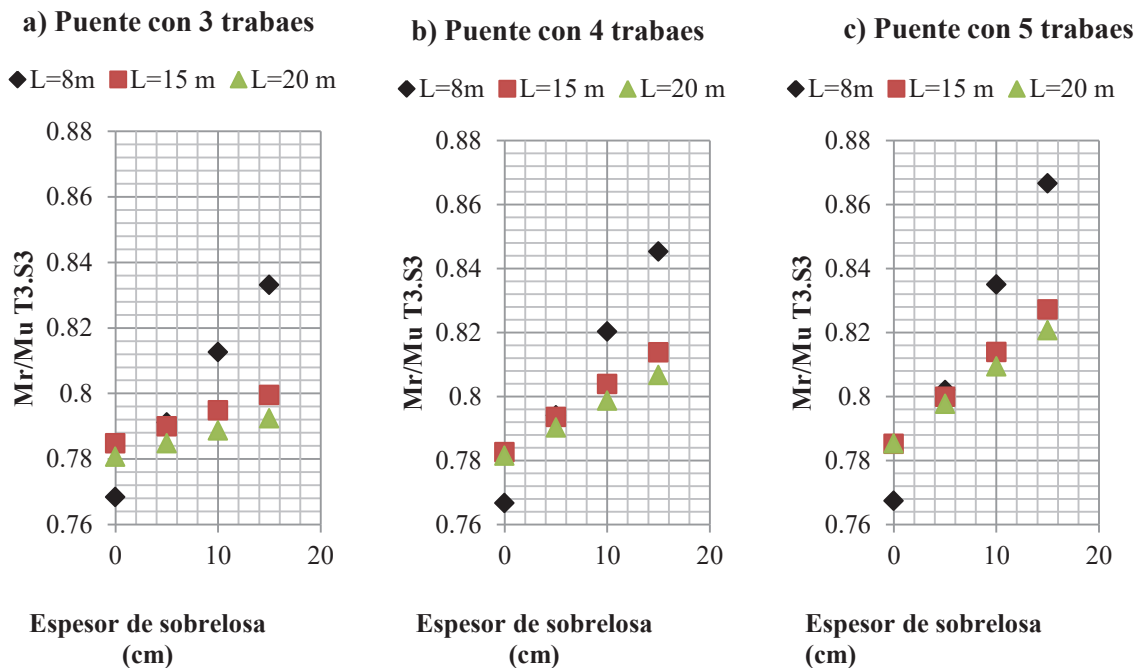 a) Puente con 3 trabaes
L=8m L=15 m L=20 m
Mr/Mu T3.S3
0.88
0.86
0.84
0.82
0.8
0.78
0.76
0 10 20
Espesor de sobrelosa
(cm)
b) Puente con 4 trabaes
L=8m L=15 m L=20 m
Mr/Mu T3.S3
0.88
0.86
0.84
0.82
0.8
0.78
0.76
0 10 20
Espesor de sobrelosa
(cm)
c) Puente con 5 trabaes
L=8m L=15 m L=20 m
Mr/Mu T3.S3
0.88
0.86
0.84
0.82
0.8
0.78
0.76
0 10 20
Espesor de sobrelosa
(cm)